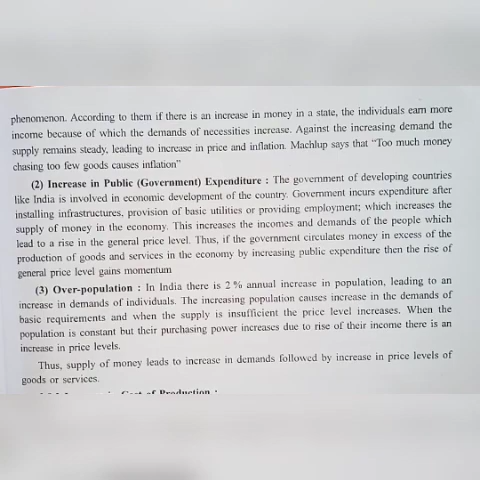 phenomenon. According to them if there is an increase in money in a state, the individuals earn more
income because of which the demands of necessities increase. Against the increasing demand the
supply remains steady, leading to increase in price and inflation. Machlup says that "Too much money
chasing too few goods causes inflation"
(2) Increase in Public (Government) Expenditure : The government of developing countries
like India is involved in economic development of the country. Government incurs expenditure after
installing infrastructures, provision of basic utilities or providing employment; which increases the
supply of money in the economy. This increases the incomes and demands of the people which
lead to a rise in the general price level. Thus, if the government circulates money in excess of the
production of goods and services in the economy by increasing public expenditure then the rise of
general price level gains momentum
(3) Over-population : In India there is 2 % annual increase in population, leading to an
increase in demands of individuals. The increasing population causes increase in the demands of
basic requirements and when the supply is insufficient the price level increases. When the
population is constant but their purchasing power increases due to rise of their income there is an
increase in price levels.
Thus, supply of money leads to increase in demands followed by increase in price levels of
goods or services.
Cost of Production :